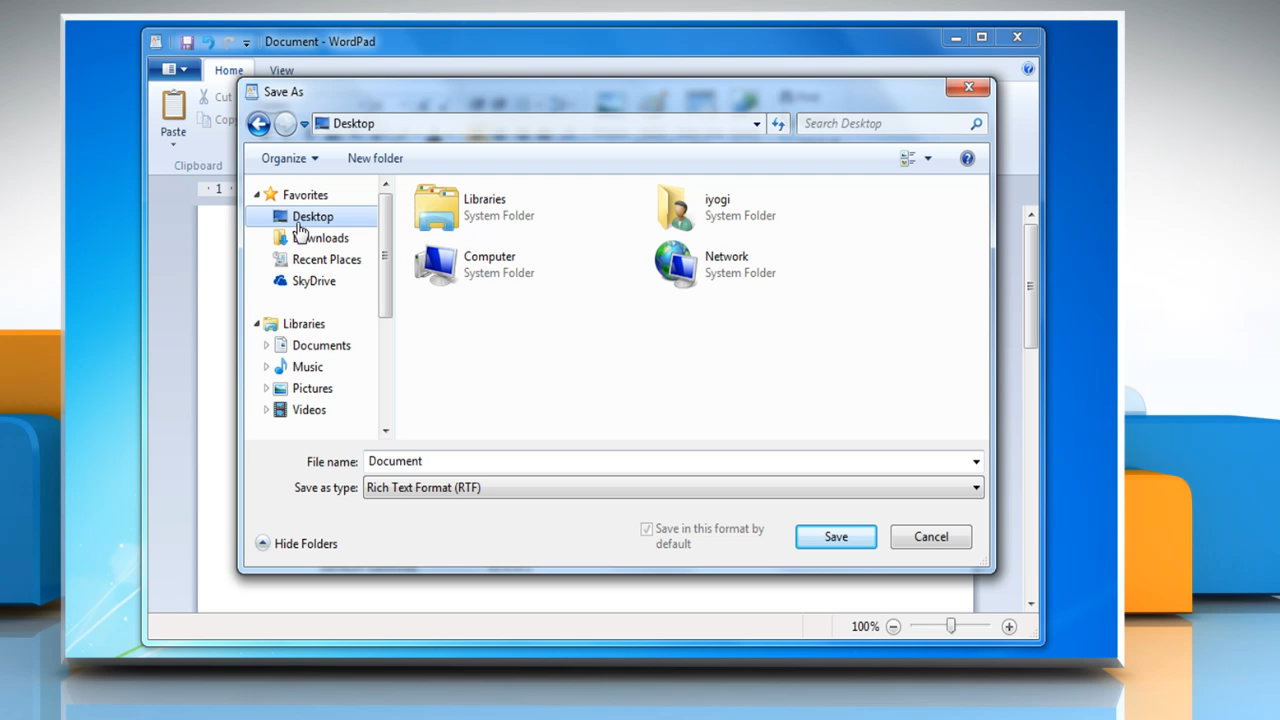 Document - WordPad
Home
View
Save As
Cut
Desktop
Search Desktop
Paste
Organize
New folder
Clipboard
1
Favorites
Desktop
Recent Places
SkyDrive
Libraries
Documents
Music
Pictures
Videos
Libraries
System Folder
iyogi
System Folder
Computer
System Folder
Network
System Folder
File name:
Document
Save as type:
Rich Text Format (RTF)
Save in this format by
default
Hide Folders
Save
Cancel
100%